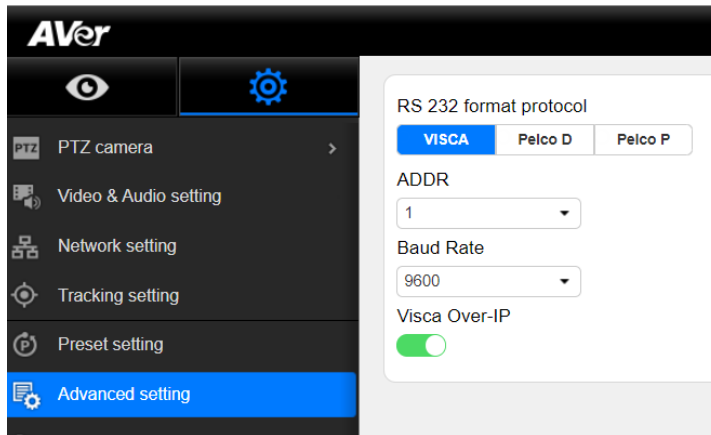 AVer
PTZ PTZ camera
Video & Audio setting
Network setting
Tracking setting
P Preset setting
Advanced setting
RS 232 format protocol
VISCA Pelco D Pelco P
ADDR
1
Baud Rate
9600
Visca Over-IP